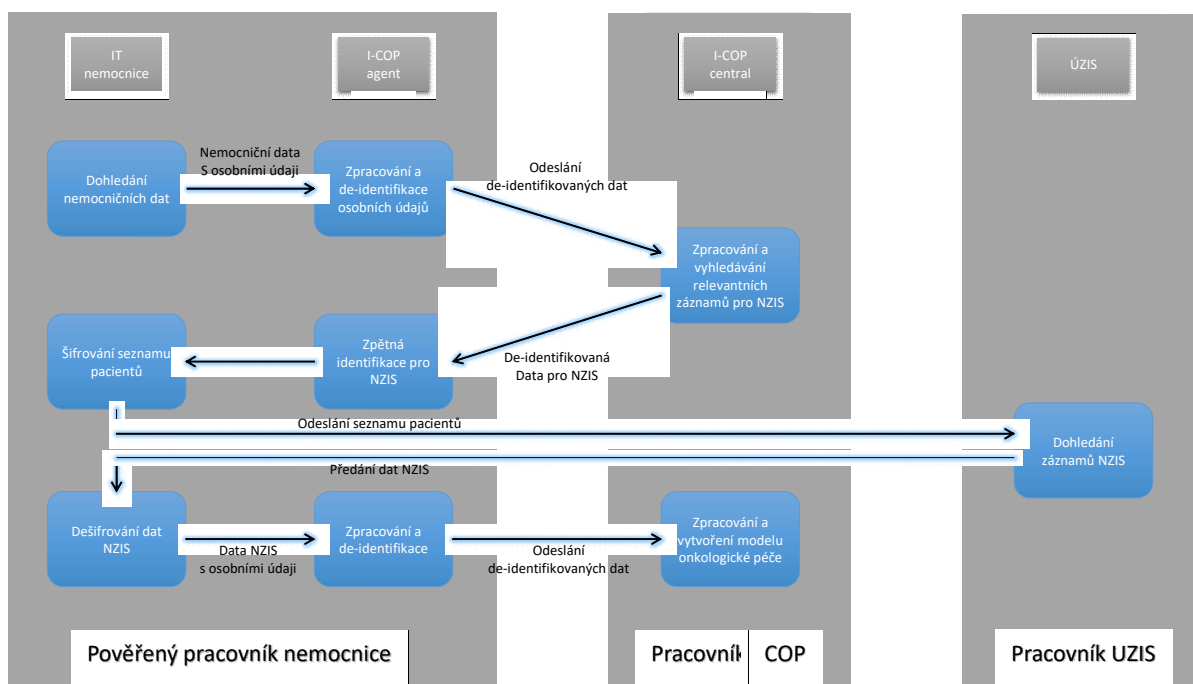 IT
nemocnice
I-COP
agent
I-COP
central
ÚZIS
Dohledání
nemocničních dat
Nemocniční data
S osobními údaji
Zpracování a
de-identifikace
osobních údajů
Odeslání
de-identifikovaných dat
Zpracování a
vyhledávání
relevantních
záznamů pro NZIS
Šifrování seznamu
pacientů
Zpětná
identifikace pro
NZIS
De-identifikovaná
Data pro NZIS
Odeslání seznamu pacientů
Dohledání
záznamů NZIS
Předání dat NZIS
Dešifrování dat
NZIS
Data NZIS
s osobními údaji
Zpracování a
de-identifikace
Odeslání
de-identifikovaných dat
Zpracování a
vytvoření modelu
onkologické péče
Pověřený pracovník nemocnice
Pracovník COP
Pracovník UZIS